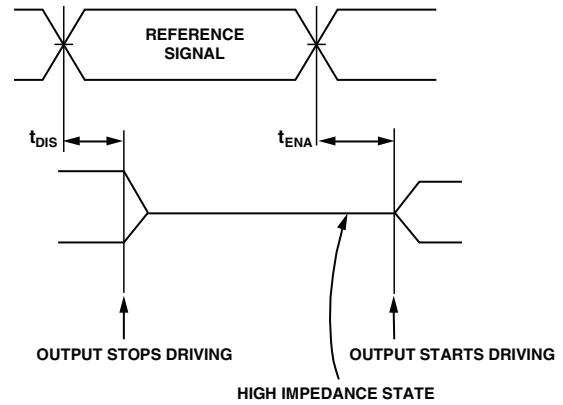 REFERENCE
SIGNAL
tDIS
tENA
OUTPUT STOPS DRIVING
OUTPUT STARTS DRIVING
HIGH IMPEDANCE STATE